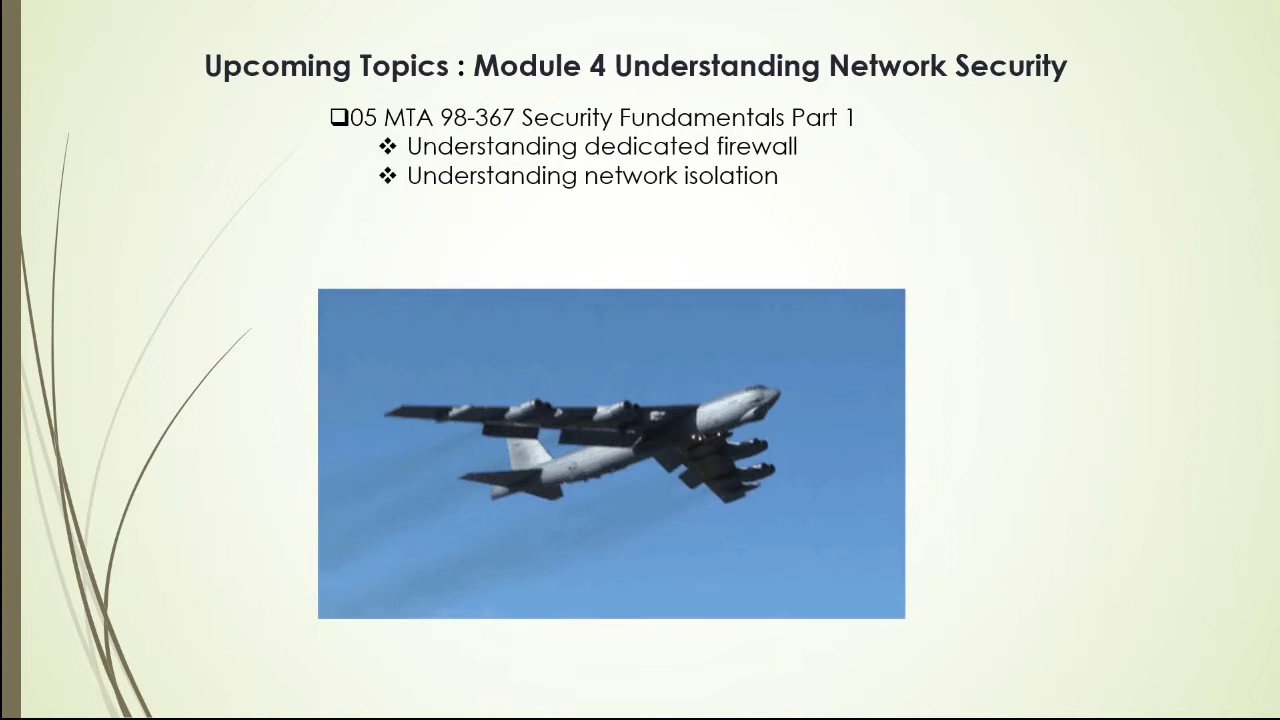 Upcoming Topics : Module 4 Understanding Network Security
❑05 MTA 98-367 Security Fundamentals Part 1
❖ Understanding dedicated firewall
❖ Understanding network isolation